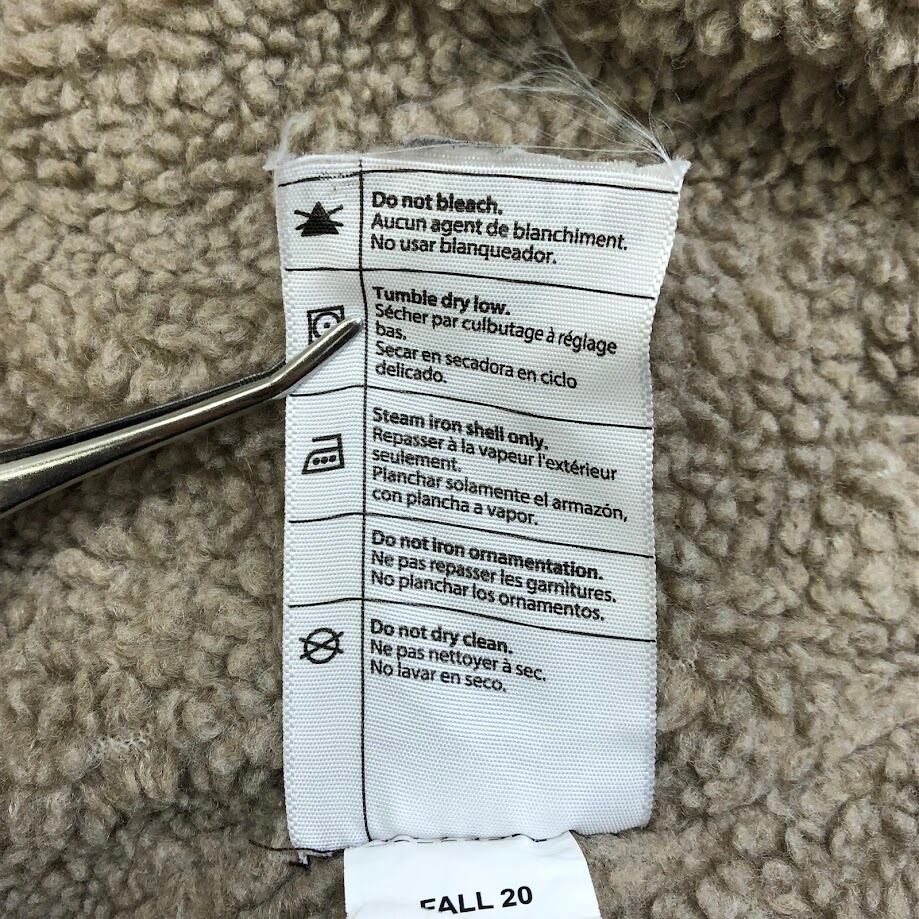 Do not bleach.
Aucun agent de blanchiment.
No usar blanqueador.
Tumble dry low.
Sécher par culbutage à réglage
bas.
Secar en secadora en ciclo
delicado.
Steam iron shell only.
Repasser à la vapeur l'extérieur
seulement.
Planchar solamente el armazón,
con plancha a vapor.
Do not iron ornamentation.
Ne pas repasser les garnitures.
No planchar los ornamentos.
Do not dry clean.
Ne pas nettoyer à sec.
No lavar en seco.
FALL 20